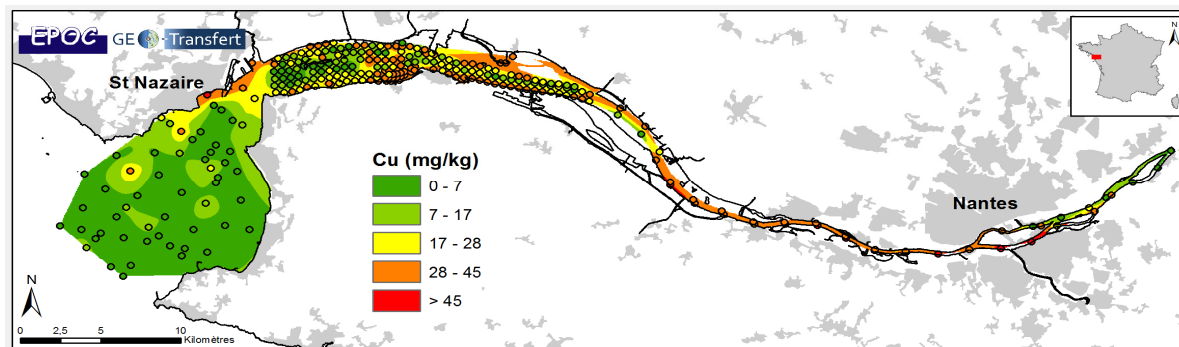 EPOC
GEO Transfert
St Nazaire
N
Cu (mg/kg)
0 - 7
7 - 17
17 - 28
28 - 45
> 45
Nantes
N
0 2,5 5 10
Kilomètres